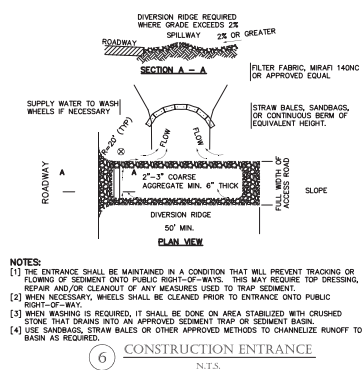 DIVERSION RIDGE REQUIRED
WHERE GRADE EXCEEDS 2%
SPILLWAY
2% OR GREATER
ROADWAY
SECTION A – A
FILTER FABRIC, MIRAFI 140NC
OR APPROVED EQUAL
SUPPLY WATER TO WASH
WHEELS IF NECESSARY
STRAW BALES, SANDBAGS,
OR CONTINUOUS BERM OF
EQUIVALENT HEIGHT.
R=20' (TYP)
FLOW
FLOW
ROADWAY
A
A
2"-3" COARSE
AGGREGATE MIN. 6" THICK
FULL WIDTH OF
ACCESS ROAD
SLOPE
DIVERSION RIDGE
50' MIN.
PLAN VIEW
NOTES:
[1] THE ENTRANCE SHALL BE MAINTAINED IN A CONDITION THAT WILL PREVENT TRACKING OR
FLOWING OF SEDIMENT ONTO PUBLIC RIGHT-OF-WAYS. THIS MAY REQUIRE TOP DRESSING,
REPAIR AND/OR CLEANOUT OF ANY MEASURES USED TO TRAP SEDIMENT.
[2] WHEN NECESSARY, WHEELS SHALL BE CLEANED PRIOR TO ENTRANCE ONTO PUBLIC
RIGHT-OF-WAY.
[3] WHEN WASHING IS REQUIRED, IT SHALL BE DONE ON AREA STABILIZED WITH CRUSHED
STONE THAT DRAINS INTO AN APPROVED SEDIMENT TRAP OR SEDIMENT BASIN.
[4] USE SANDBAGS, STRAW BALES OR OTHER APPROVED METHODS TO CHANNELIZE RUNOFF TO
BASIN AS REQUIRED.
6 CONSTRUCTION ENTRANCE
N.T.S.